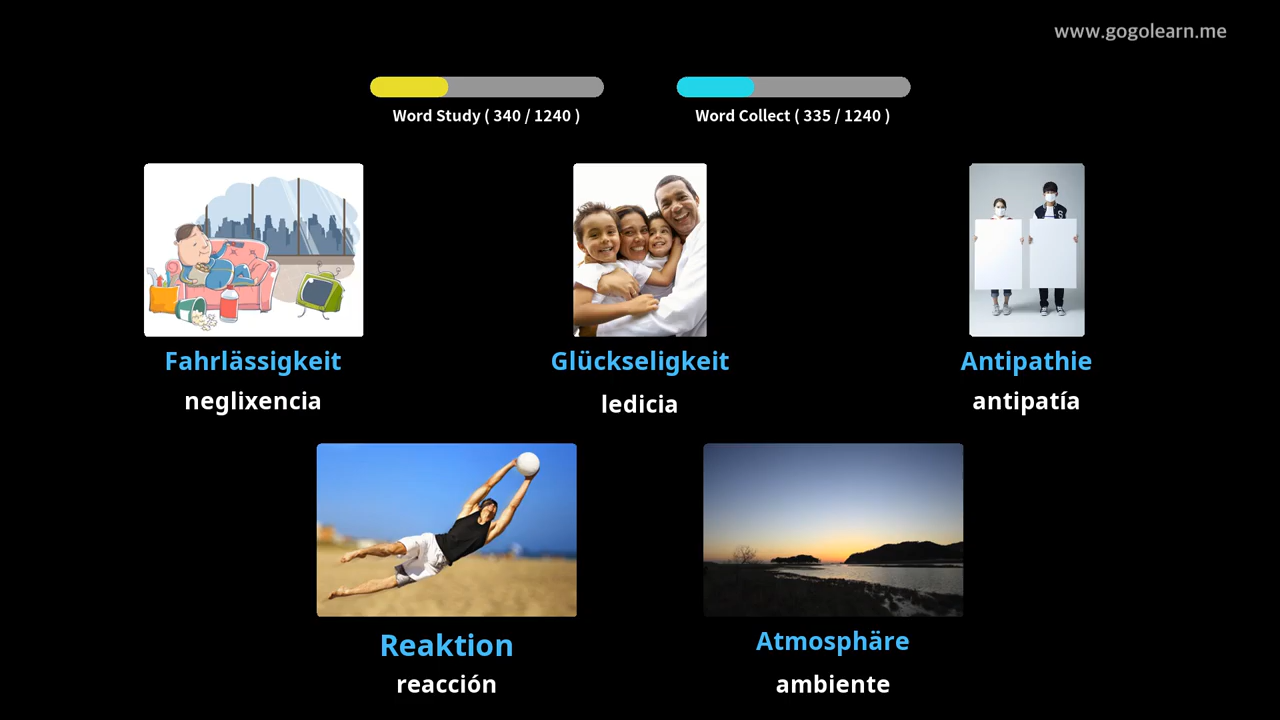 www.gogolearn.me
Word Study ( 340 / 1240 )
Word Collect ( 335 / 1240 )
Fahrlässigkeit
neglixencia
Glückseligkeit
ledicia
Antipathie
antipatía
Reaktion
reacción
Atmosphäre
ambiente